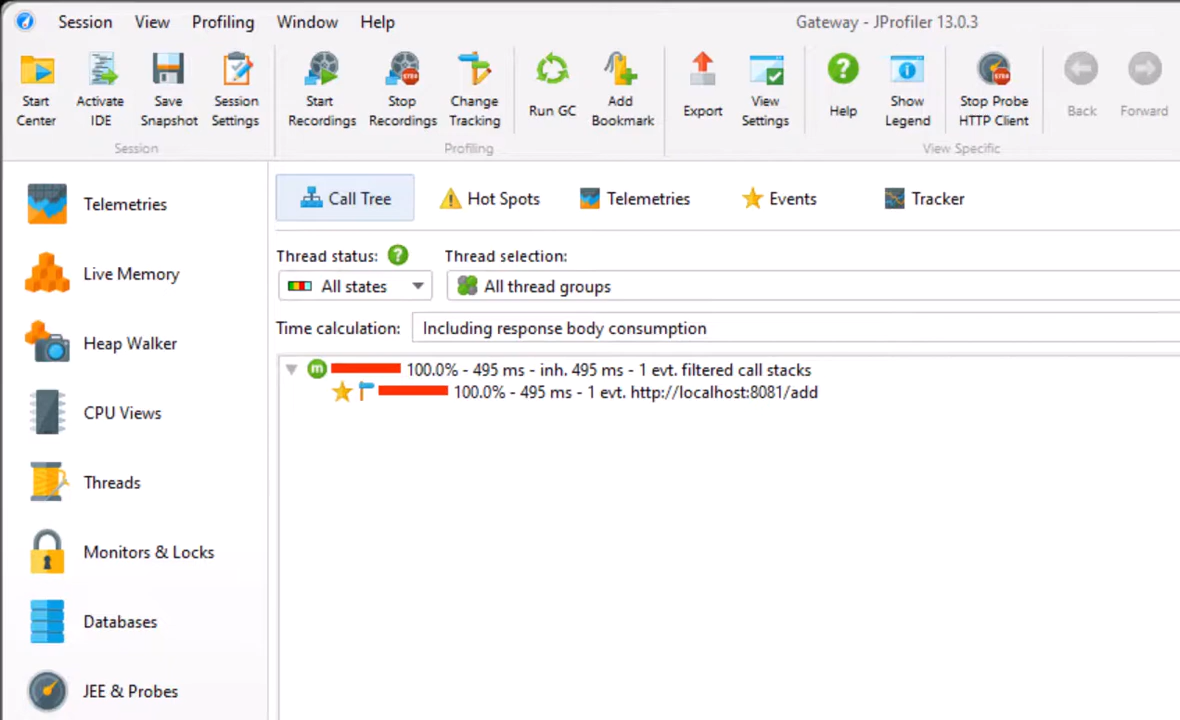 Session View Profiling Window Help Gateway - JProfiler 13.0.3
Start Center
Activate IDE
Save Snapshot
Session Settings
Start Recordings
Stop Recordings
Change Tracking
Run GC
Add Bookmark
Export
View Settings
Help
Show Legend
Stop Probe HTTP Client
Back
Forward
Session Profiling View Specific
Telemetries
Live Memory
Heap Walker
CPU Views
Threads
Monitors & Locks
Databases
JEE & Probes
Call Tree Hot Spots Telemetries Events Tracker
Thread status: Thread selection:
All states All thread groups
Time calculation: Including response body consumption
m 100.0% - 495 ms - inh. 495 ms - 1 evt. filtered call stacks
100.0% - 495 ms - 1 evt. http://localhost:8081/add